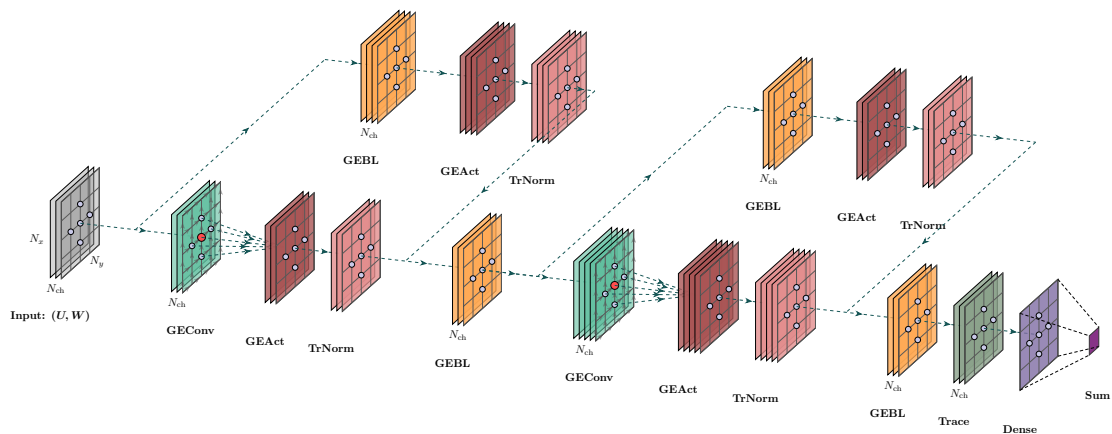 N_ch
GEBL
GEAct
TrNorm
N_ch
GEBL
GEAct
TrNorm
N_x
N_y
N_ch
Input: (U, W)
N_ch
GEConv
GEAct
TrNorm
N_ch
GEBL
N_ch
GEConv
GEAct
TrNorm
N_ch
GEBL
N_ch
Trace
Dense
Sum